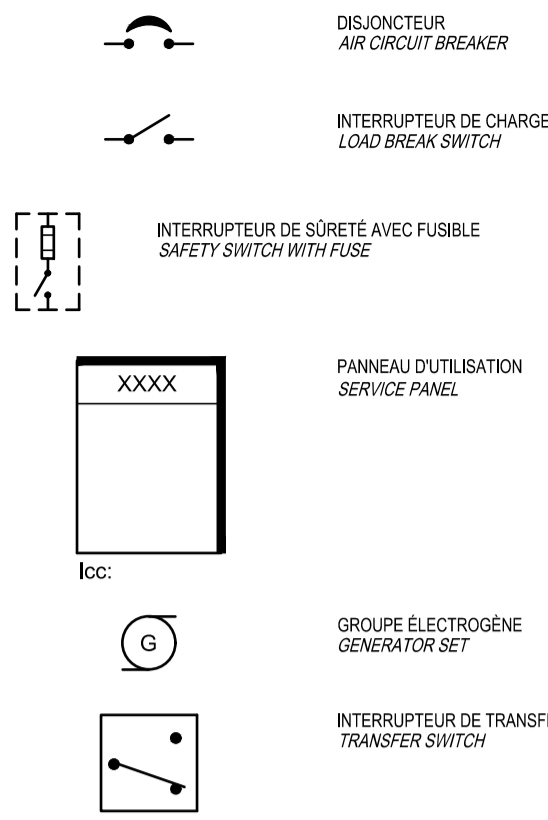 DISJONCTEUR
AIR CIRCUIT BREAKER
INTERRUPTEUR DE CHARGE
LOAD BREAK SWITCH
INTERRUPTEUR DE SÛRETÉ AVEC FUSIBLE
SAFETY SWITCH WITH FUSE
PANNEAU D'UTILISATION
SERVICE PANEL
XXXX
Icc:
GROUPE ÉLECTROGÈNE
GENERATOR SET
G
INTERRUPTEUR DE
TRANSFER SWITCH